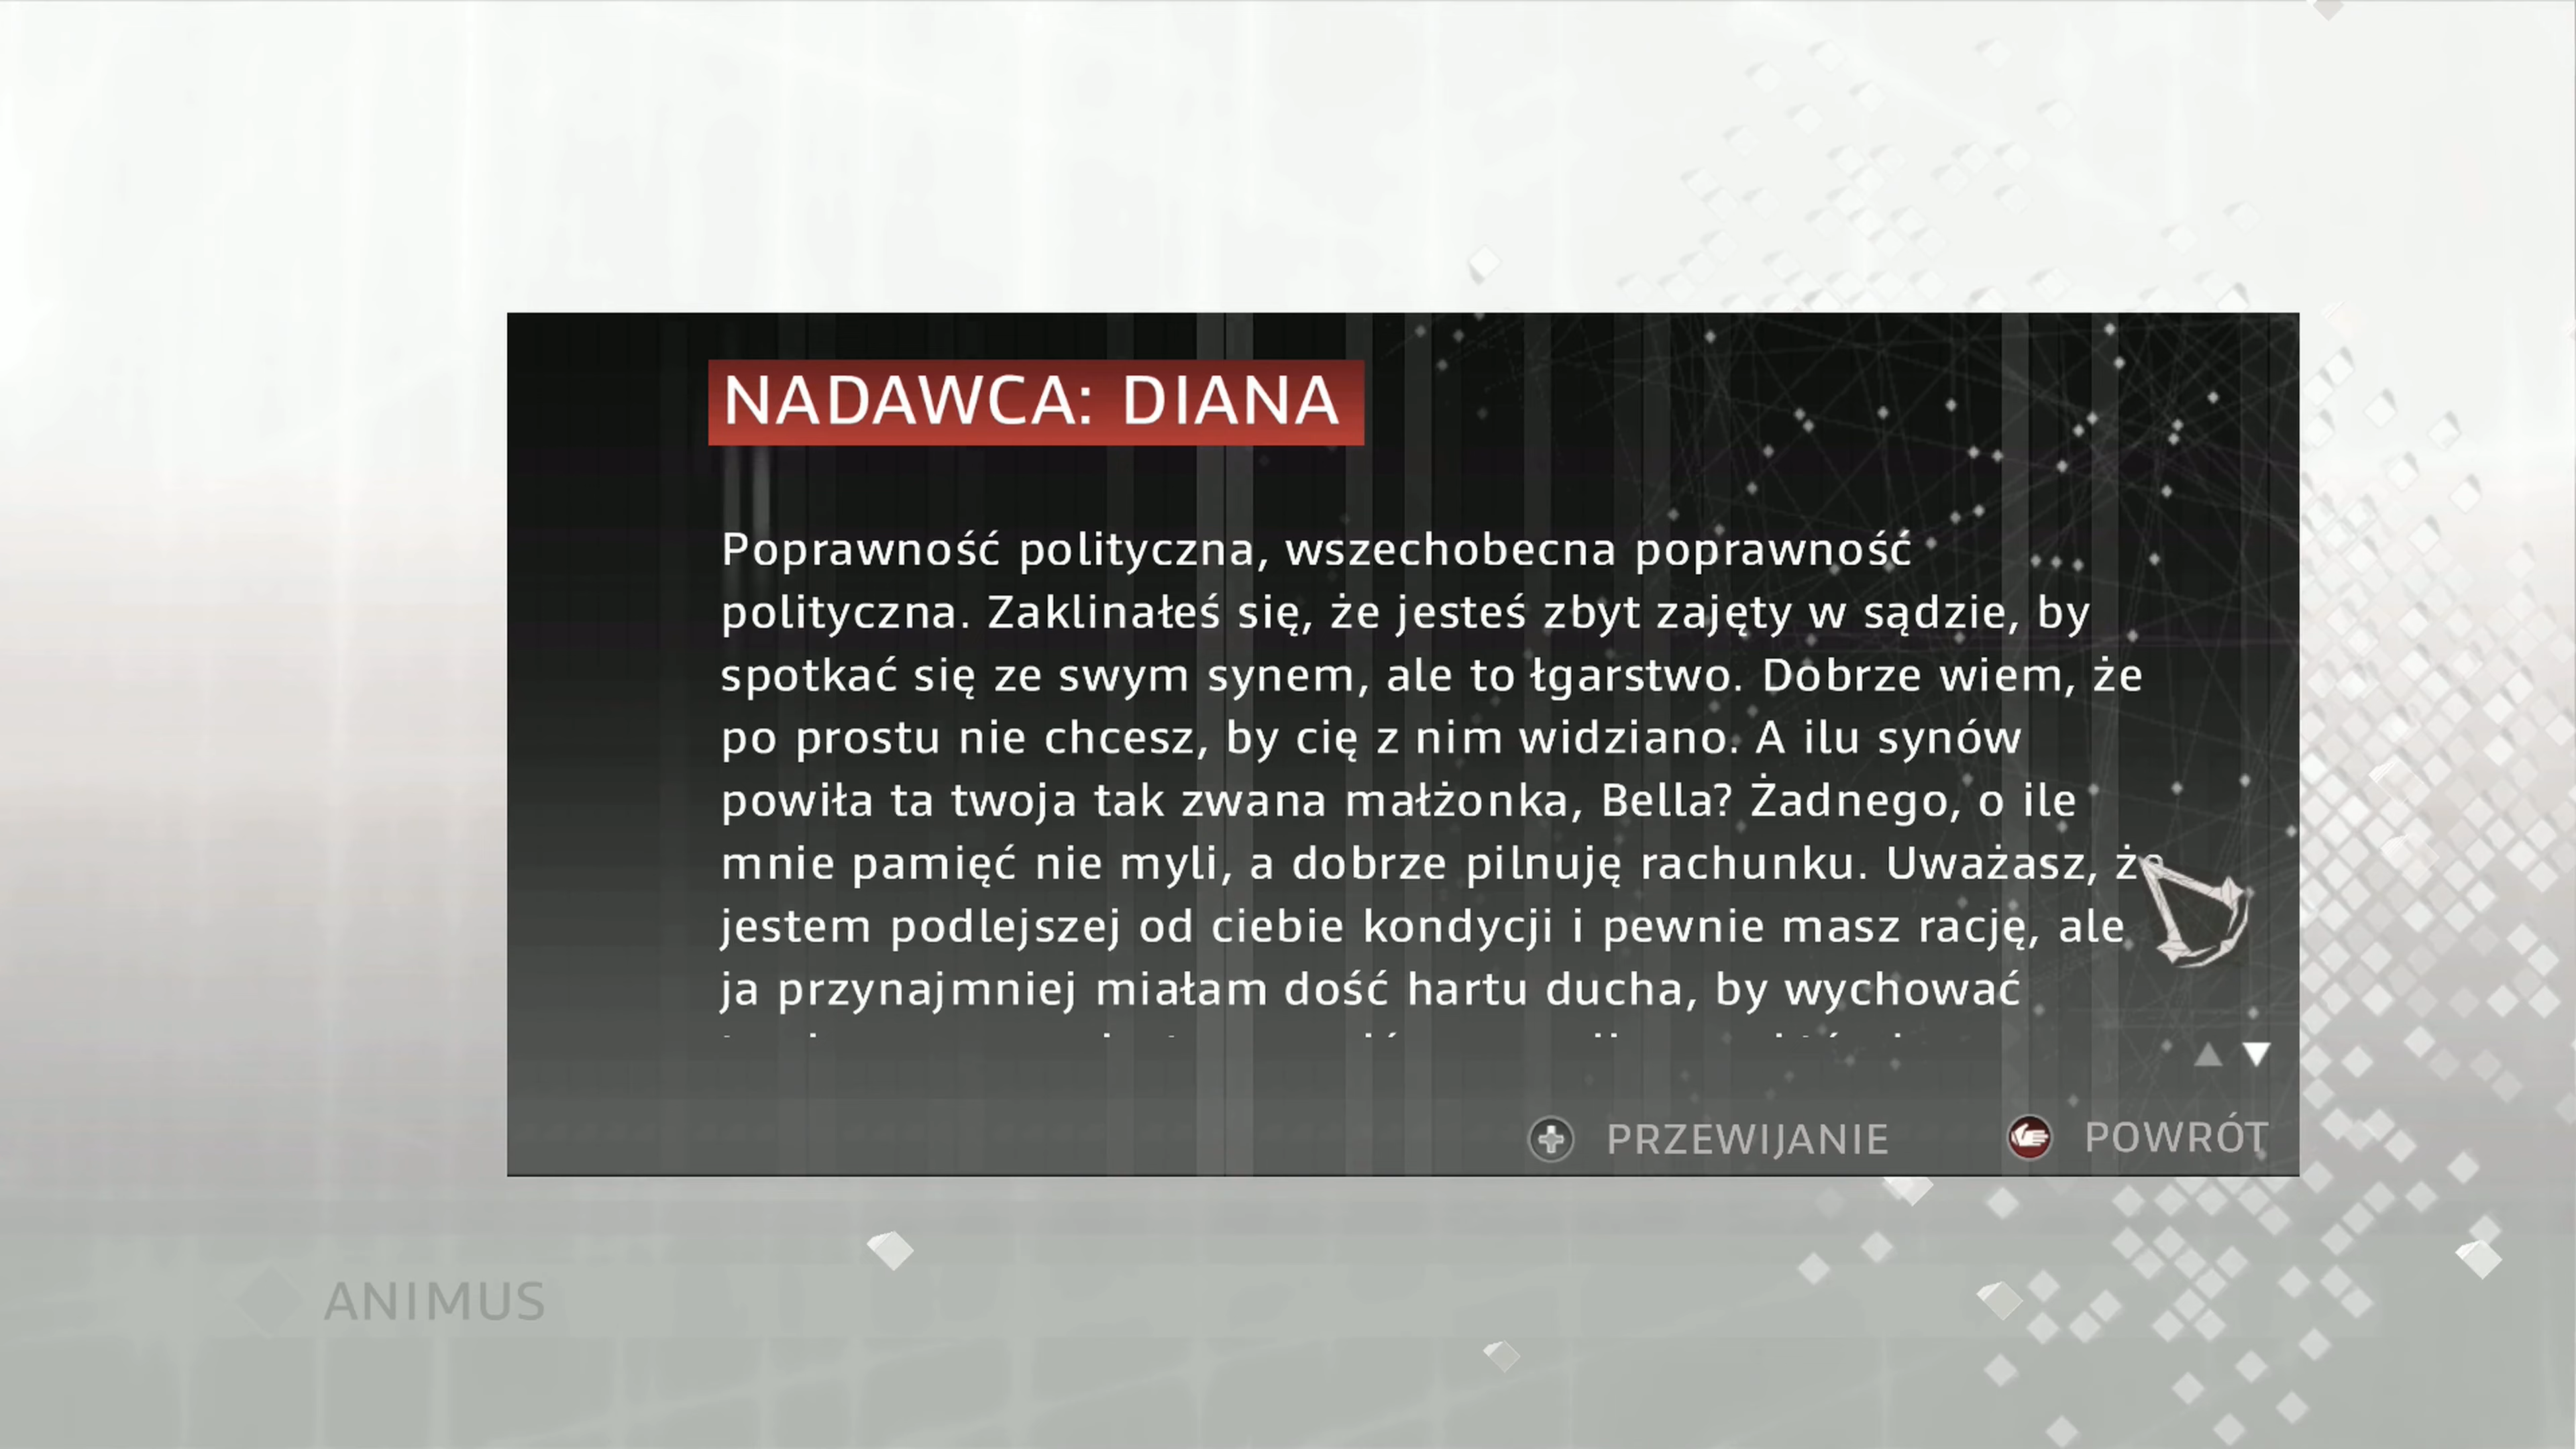 NADAWCA: DIANA
Poprawność polityczna, wszechobecna poprawność
polityczna. Zaklinałeś się, że jesteś zbyt zajęty w sądzie, by
spotkać się ze swym synem, ale to łgarstwo. Dobrze wiem, że
po prostu nie chcesz, by cię z nim widziano. A ilu synów
powiła ta twoja tak zwana małżonka, Bella? Żadnego, o ile
mnie pamięć nie myli, a dobrze pilnuję rachunku. Uważasz, że
jestem podlejszej od ciebie kondycji i pewnie masz rację, ale
ja przynajmniej miałam dość hartu ducha, by wychować
PRZEWIJANIE
POWRÓT
ANIMUS